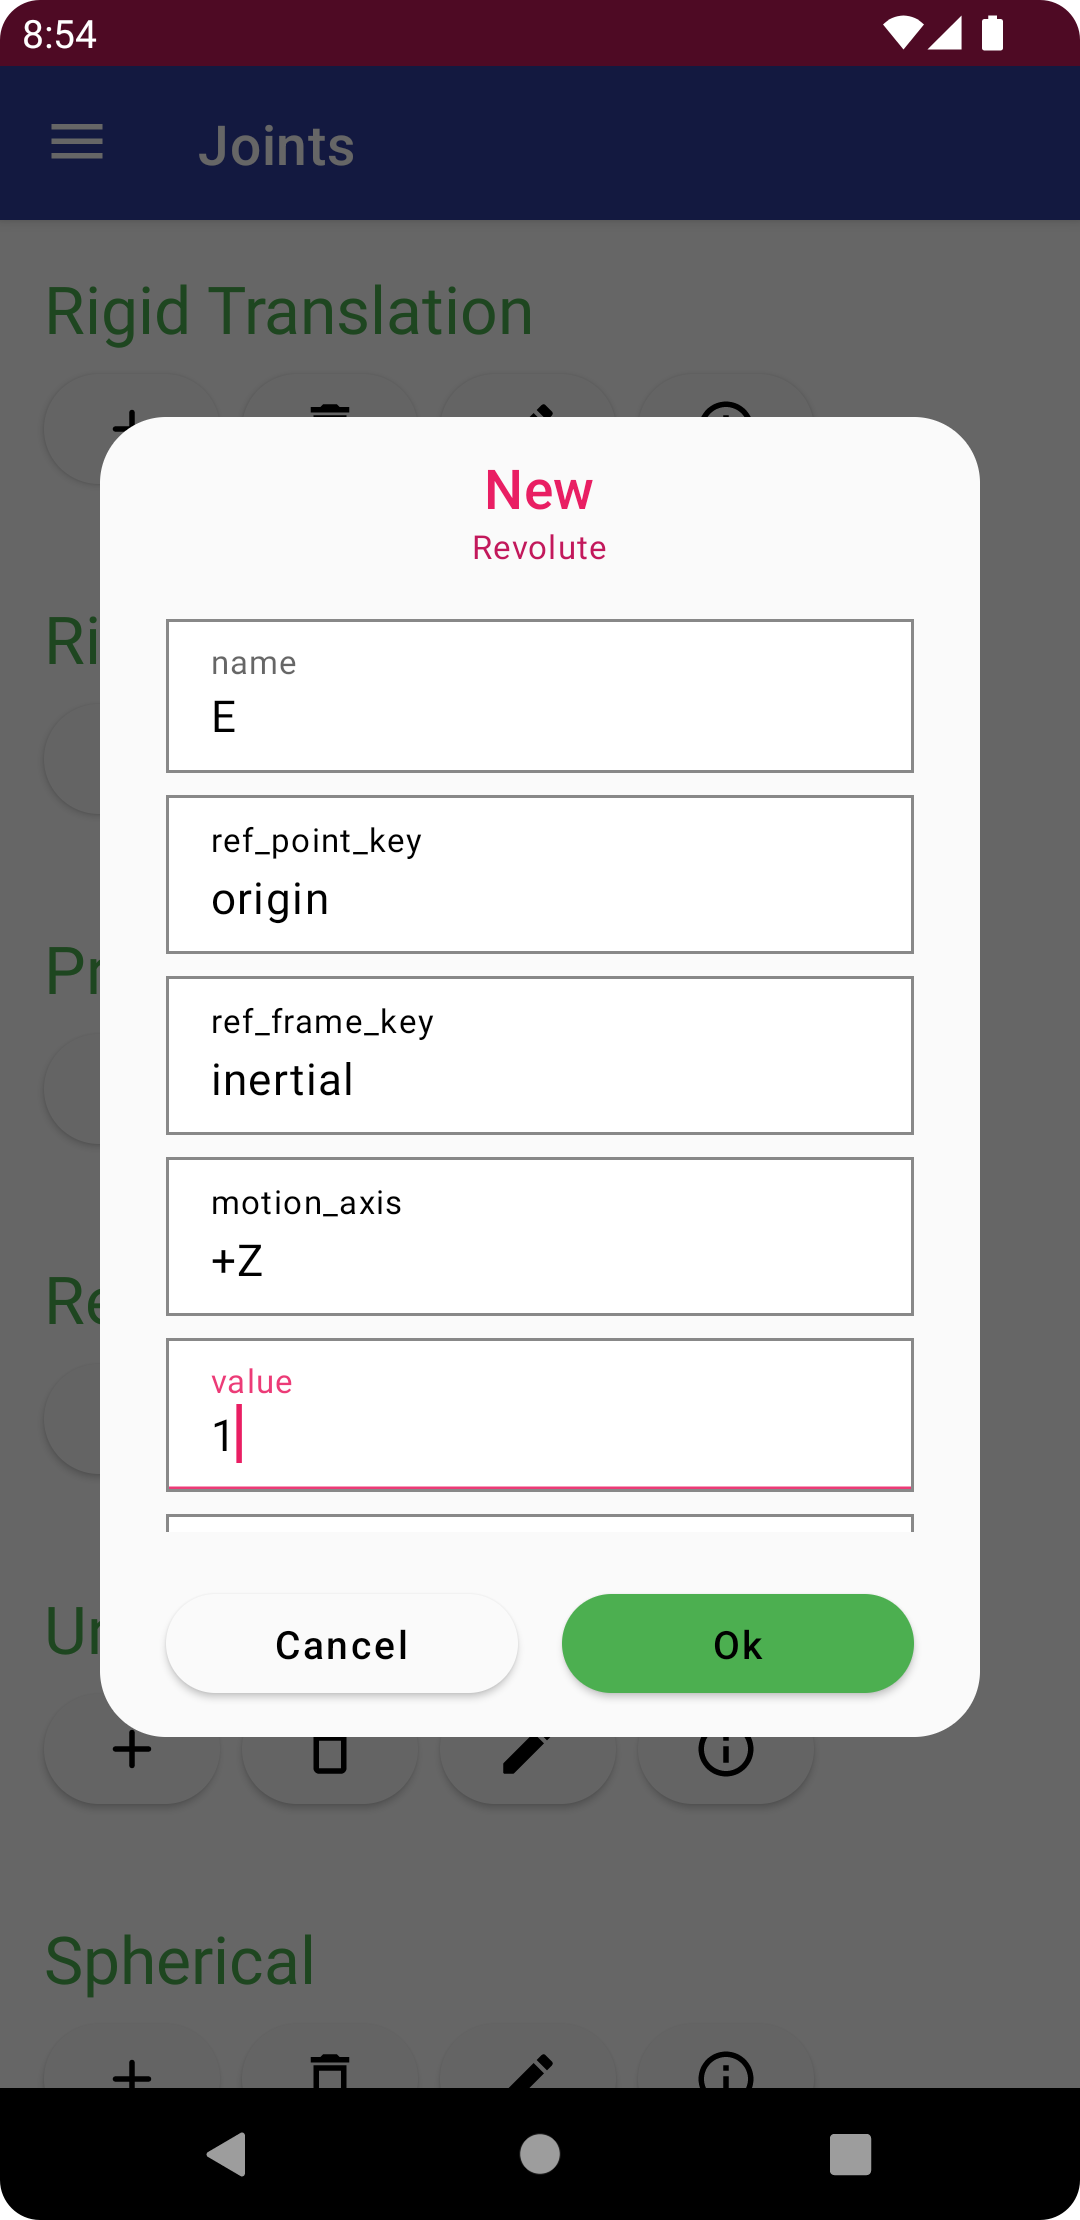 8:54
Joints
Rigid Translation
New
Revolute
Ri
name
E
ref_point_key
origin
Pr
ref_frame_key
inertial
motion_axis
+Z
Re
value
1
Ur
Cancel
Ok
Spherical